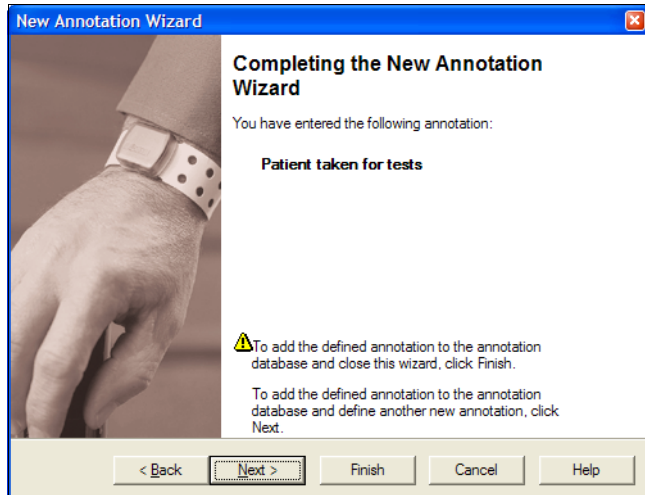 New Annotation Wizard
Completing the New Annotation
Wizard
You have entered the following annotation:
Patient taken for tests
To add the defined annotation to the annotation
database and close this wizard, click Finish.
To add the defined annotation to the annotation
database and define another new annotation, click
Next.
< Back
Next >
Finish
Cancel
Help